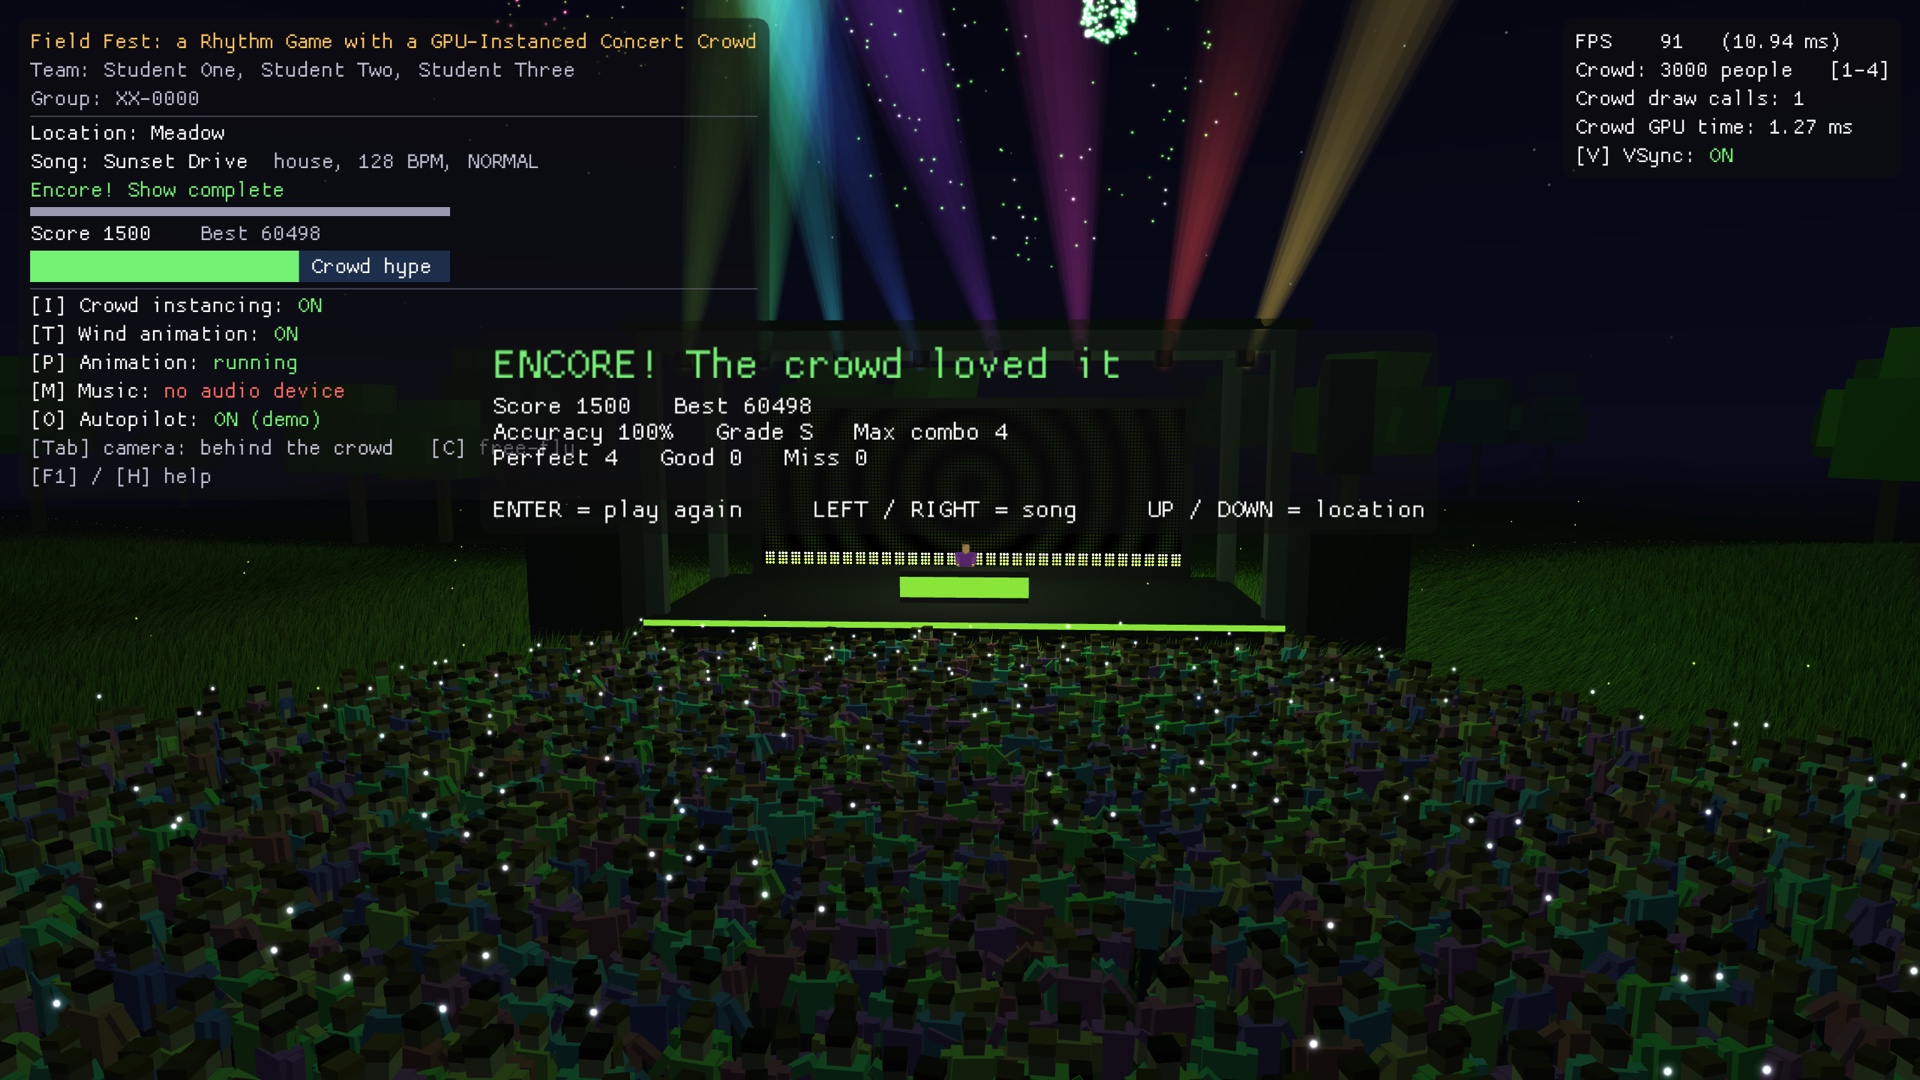 Field Fest: a Rhythm Game with a GPU-Instanced Concert Crowd
Team: Student One, Student Two, Student Three
Group: XX-0000
Location: Meadow
Song: Sunset Drive house, 128 BPM, NORMAL
Encore! Show complete
Score 1500 Best 60498
Crowd hype
[I] Crowd instancing: ON
[T] Wind animation: ON
[P] Animation: running
[M] Music: no audio device
[O] Autopilot: ON (demo)
[Tab] camera: behind the crowd [C] free-fly
[F1] / [H] help
FPS 91 (10.94 ms)
Crowd: 3000 people [1-4]
Crowd draw calls: 1
Crowd GPU time: 1.27 ms
[V] VSync: ON
ENCORE! The crowd loved it
Score 1500 Best 60498
Accuracy 100% Grade S Max combo 4
Perfect 4 Good 0 Miss 0
ENTER = play again LEFT / RIGHT = song UP / DOWN = location